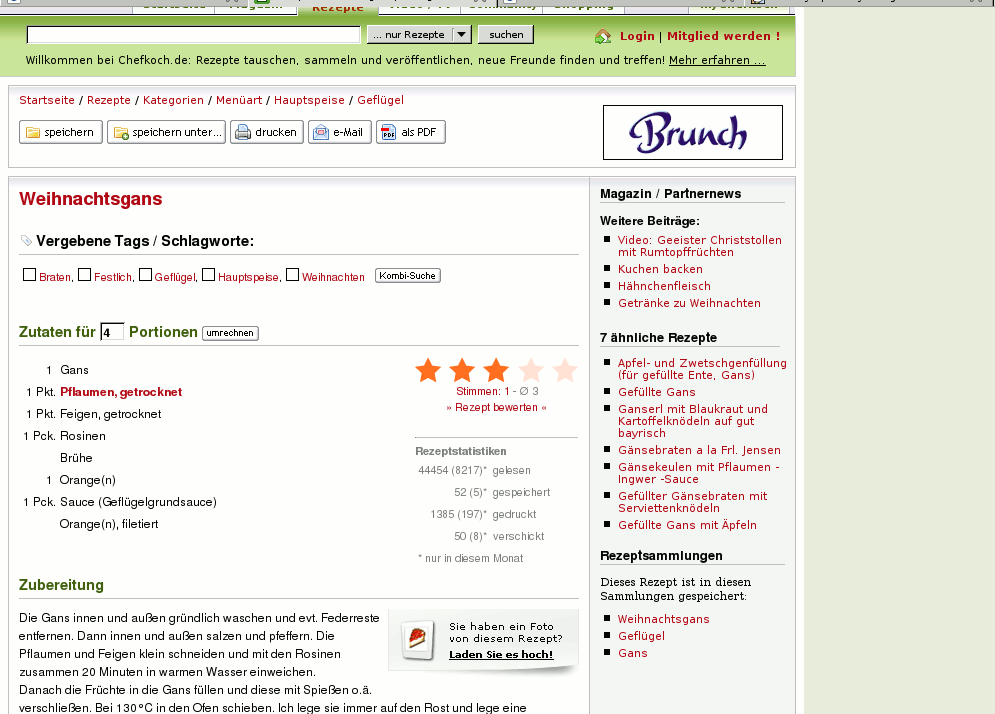 Rezepte
... nur Rezepte
suchen
Login | Mitglied werden !
Willkommen bei Chefkoch.de: Rezepte tauschen, sammeln und veröffentlichen, neue Freunde finden und treffen! Mehr erfahren ...
Startseite / Rezepte / Kategorien / Menüart / Hauptspeise / Geflügel
speichern
speichern unter...
drucken
e-Mail
als PDF
Brunch
Weihnachtsgans
Vergebene Tags / Schlagworte:
Braten, Festlich, Geflügel, Hauptspeise, Weihnachten Kombi-Suche
Zutaten für 4 Portionen umrechnen
1 Gans
1 Pkt. Pflaumen, getrocknet
1 Pkt. Feigen, getrocknet
1 Pck. Rosinen
Brühe
1 Orange(n)
1 Pck. Sauce (Geflügelgrundsauce)
Orange(n), filetiert
Stimmen: 1 - Ø 3
» Rezept bewerten «
Rezeptstatistiken
44454 (8217)* gelesen
52 (5)* gespeichert
1385 (197)* gedruckt
50 (8)* verschickt
* nur in diesem Monat
Zubereitung
Die Gans innen und außen gründlich waschen und evt. Federreste
entfernen. Dann innen und außen salzen und pfeffern. Die
Pflaumen und Feigen klein schneiden und mit den Rosinen
zusammen 20 Minuten in warmen Wasser einweichen.
Danach die Früchte in die Gans füllen und diese mit Spießen o.ä.
verschließen. Bei 130°C in den Ofen schieben. Ich lege sie immer auf den Rost und lege eine
Sie haben ein Foto
von diesem Rezept?
Laden Sie es hoch!
Magazin / Partnernews
Weitere Beiträge:
Video: Geeister Christstollen
mit Rumtopffrüchten
Kuchen backen
Hähnchenfleisch
Getränke zu Weihnachten
7 ähnliche Rezepte
Apfel- und Zwetschgenfüllung
(für gefüllte Ente, Gans)
Gefüllte Gans
Ganserl mit Blaukraut und
Kartoffelknödeln auf gut
bayrisch
Gänsebraten a la Frl. Jensen
Gänsekeulen mit Pflaumen -
Ingwer -Sauce
Gefüllter Gänsebraten mit
Serviettenknödeln
Gefüllte Gans mit Äpfeln
Rezeptsammlungen
Dieses Rezept ist in diesen
Sammlungen gespeichert:
Weihnachtsgans
Geflügel
Gans